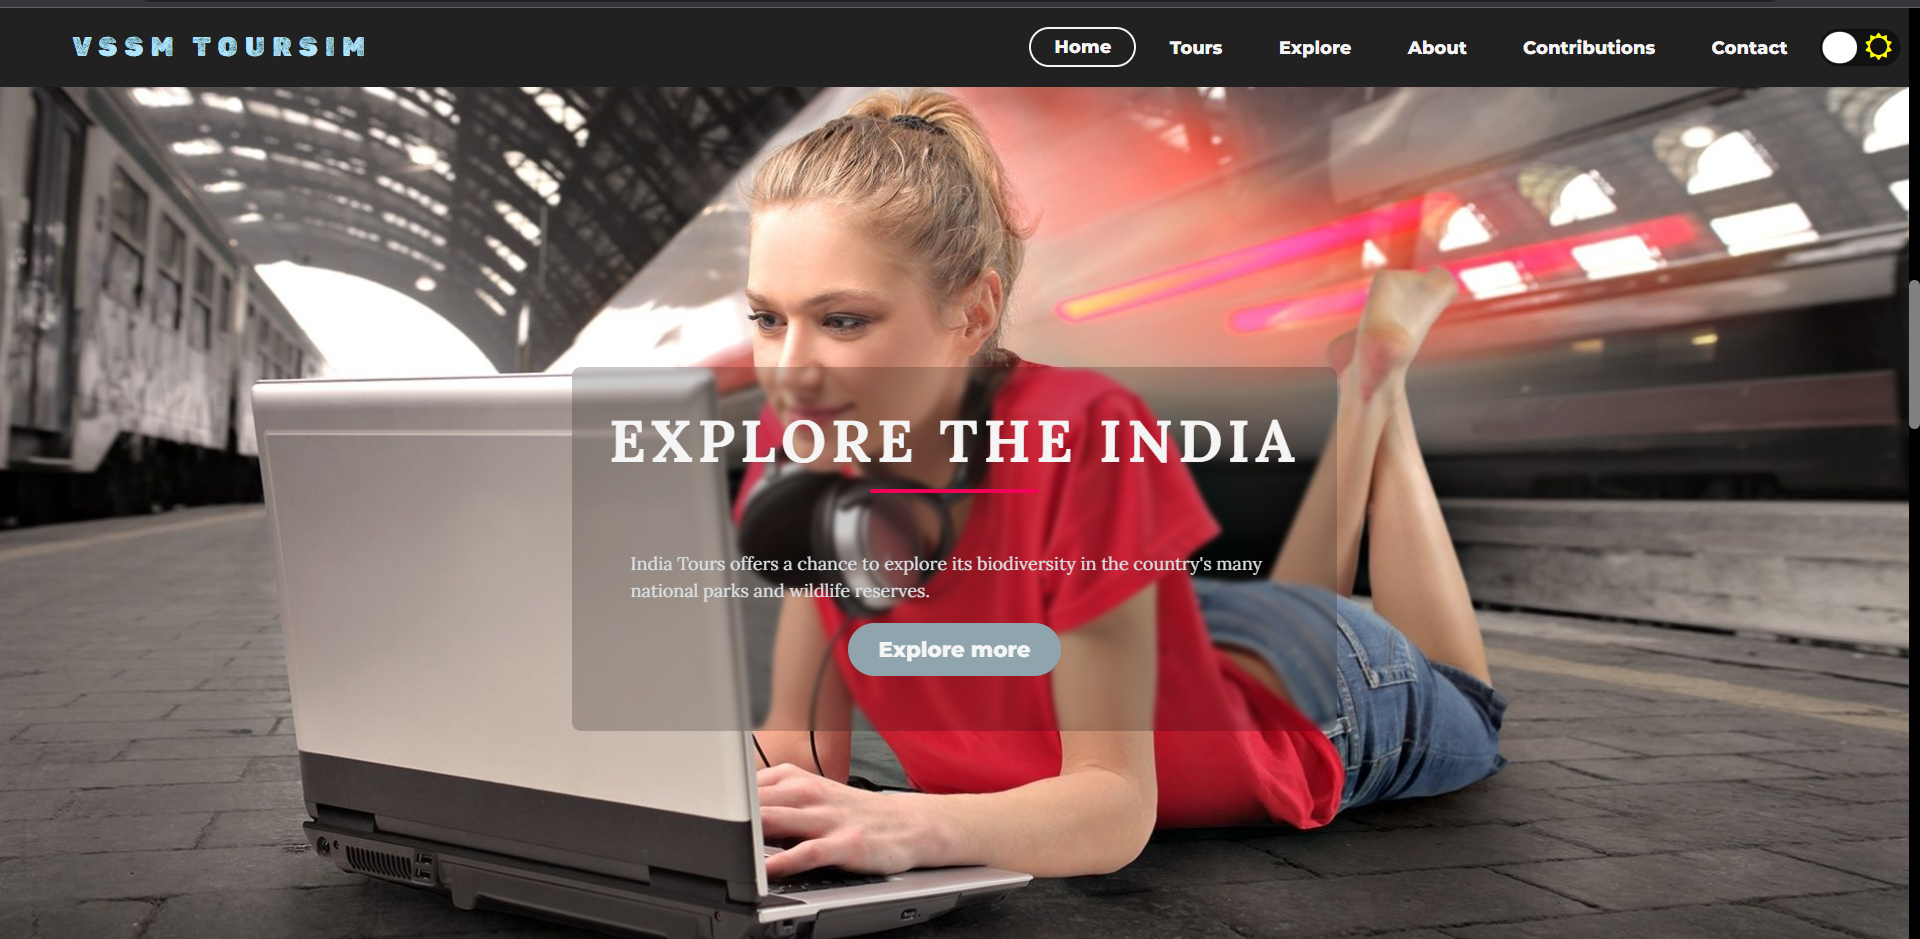 VSSM TOURSIM
Home Tours Explore About Contributions Contact
EXPLORE THE INDIA
India Tours offers a chance to explore its biodiversity in the country's many
national parks and wildlife reserves.
Explore more